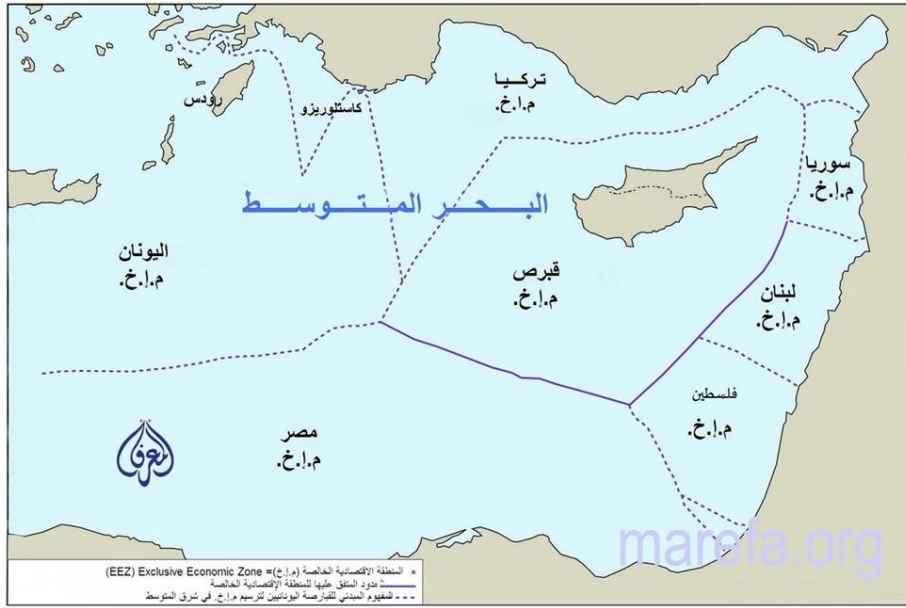 تركيا
م.إ.خ.
رودس
كاستلوريزو
سوريا
م.إ.خ.
البحر المتوسط
اليونان
م.إ.خ.
قبرص
م.إ.خ.
لبنان
م.إ.خ.
فلسطين
م.إ.خ.
مصر
م.إ.خ.
المعرفة
marefa.org
* المنطقة الاقتصادية الخالصة (م.إ.خ)= Exclusive Economic Zone (EEZ)
حدود المتفق عليها للمنطقة الإقتصادية الخالصة
المفهوم المبدئي للقبارصة اليونانيين لترسيم م.إ.خ. في شرق المتوسط